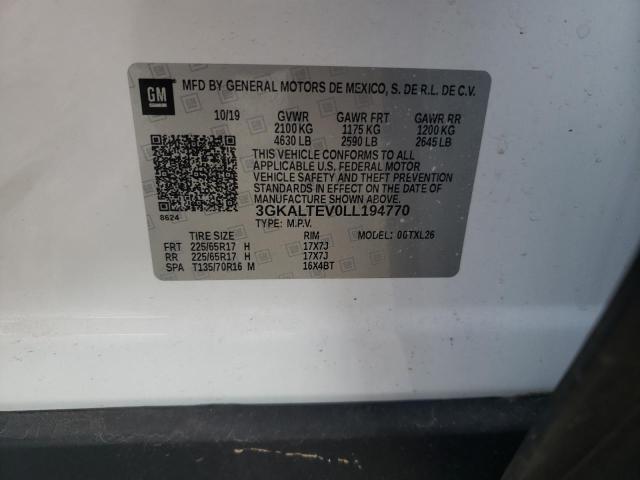 GM MFD BY GENERAL MOTORS DE MEXICO, S. DE R.L. DE C.V.
10/19 GVWR GAWR FRT GAWR RR
2100 KG 1175 KG 1200 KG
4630 LB 2590 LB 2645 LB
THIS VEHICLE CONFORMS TO ALL
APPLICABLE U.S. FEDERAL MOTOR
VEHICLE SAFETY AND THEFT
PREVENTION STANDARDS IN EFFECT ON
THE DATE OF MANUFACTURE SHOWN ABOVE.
8624
3GKALTEV0LL194770
TYPE: M.P.V. MODEL: 0GTXL26
TIRE SIZE RIM
FRT 225/65R17 H 17X7J
RR 225/65R17 H 17X7J
SPA T135/70R16 M 16X4BT